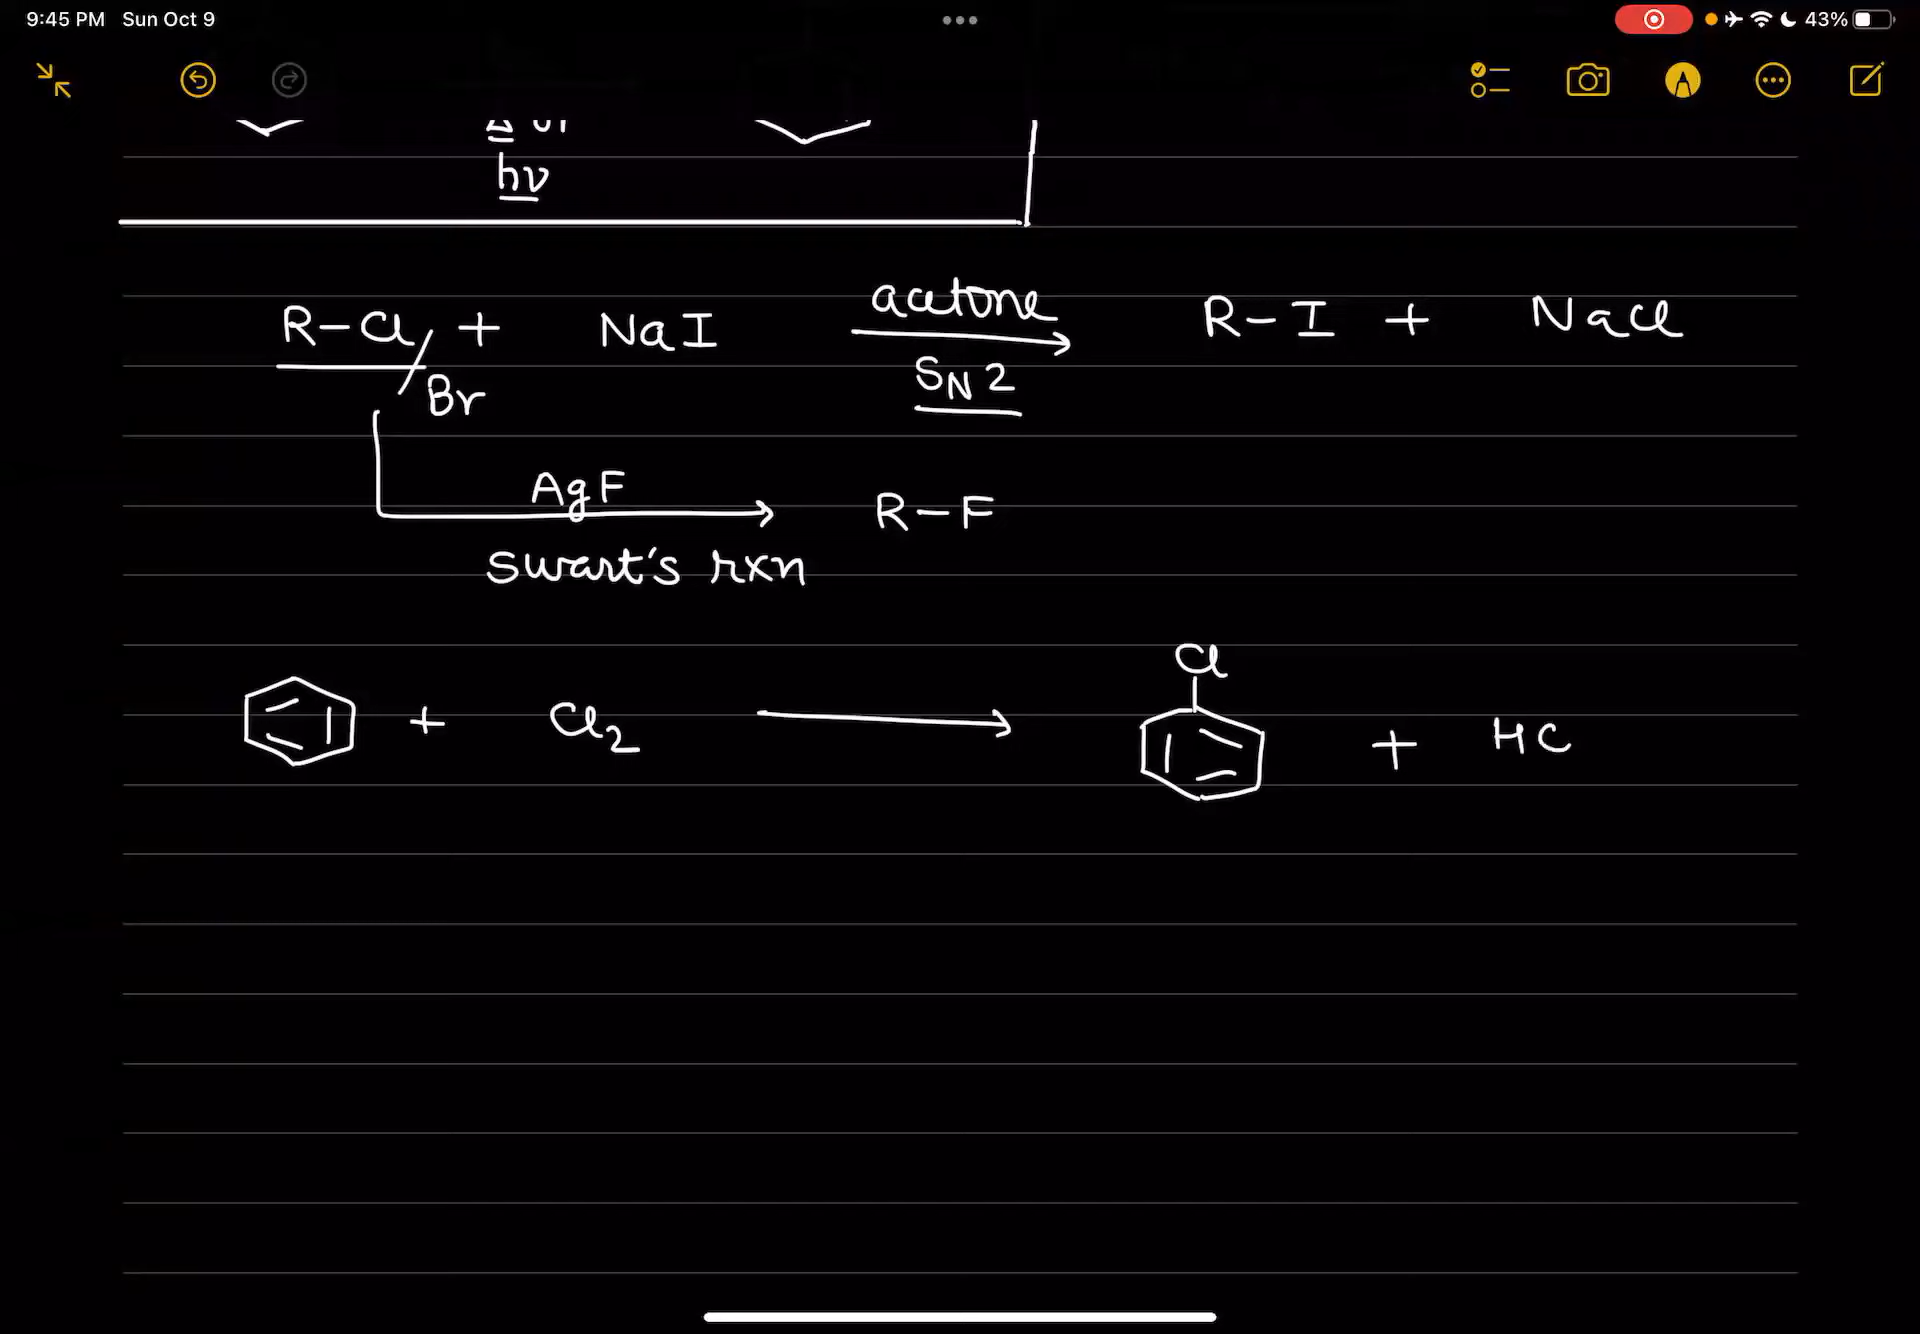 9:45 PM Sun Oct 9 43%
hν
R-Cl/Br + NaI acetone SN2 R-I + NaCl
AgF R-F
Swart's rxn
Cl
+ Cl2 + HC